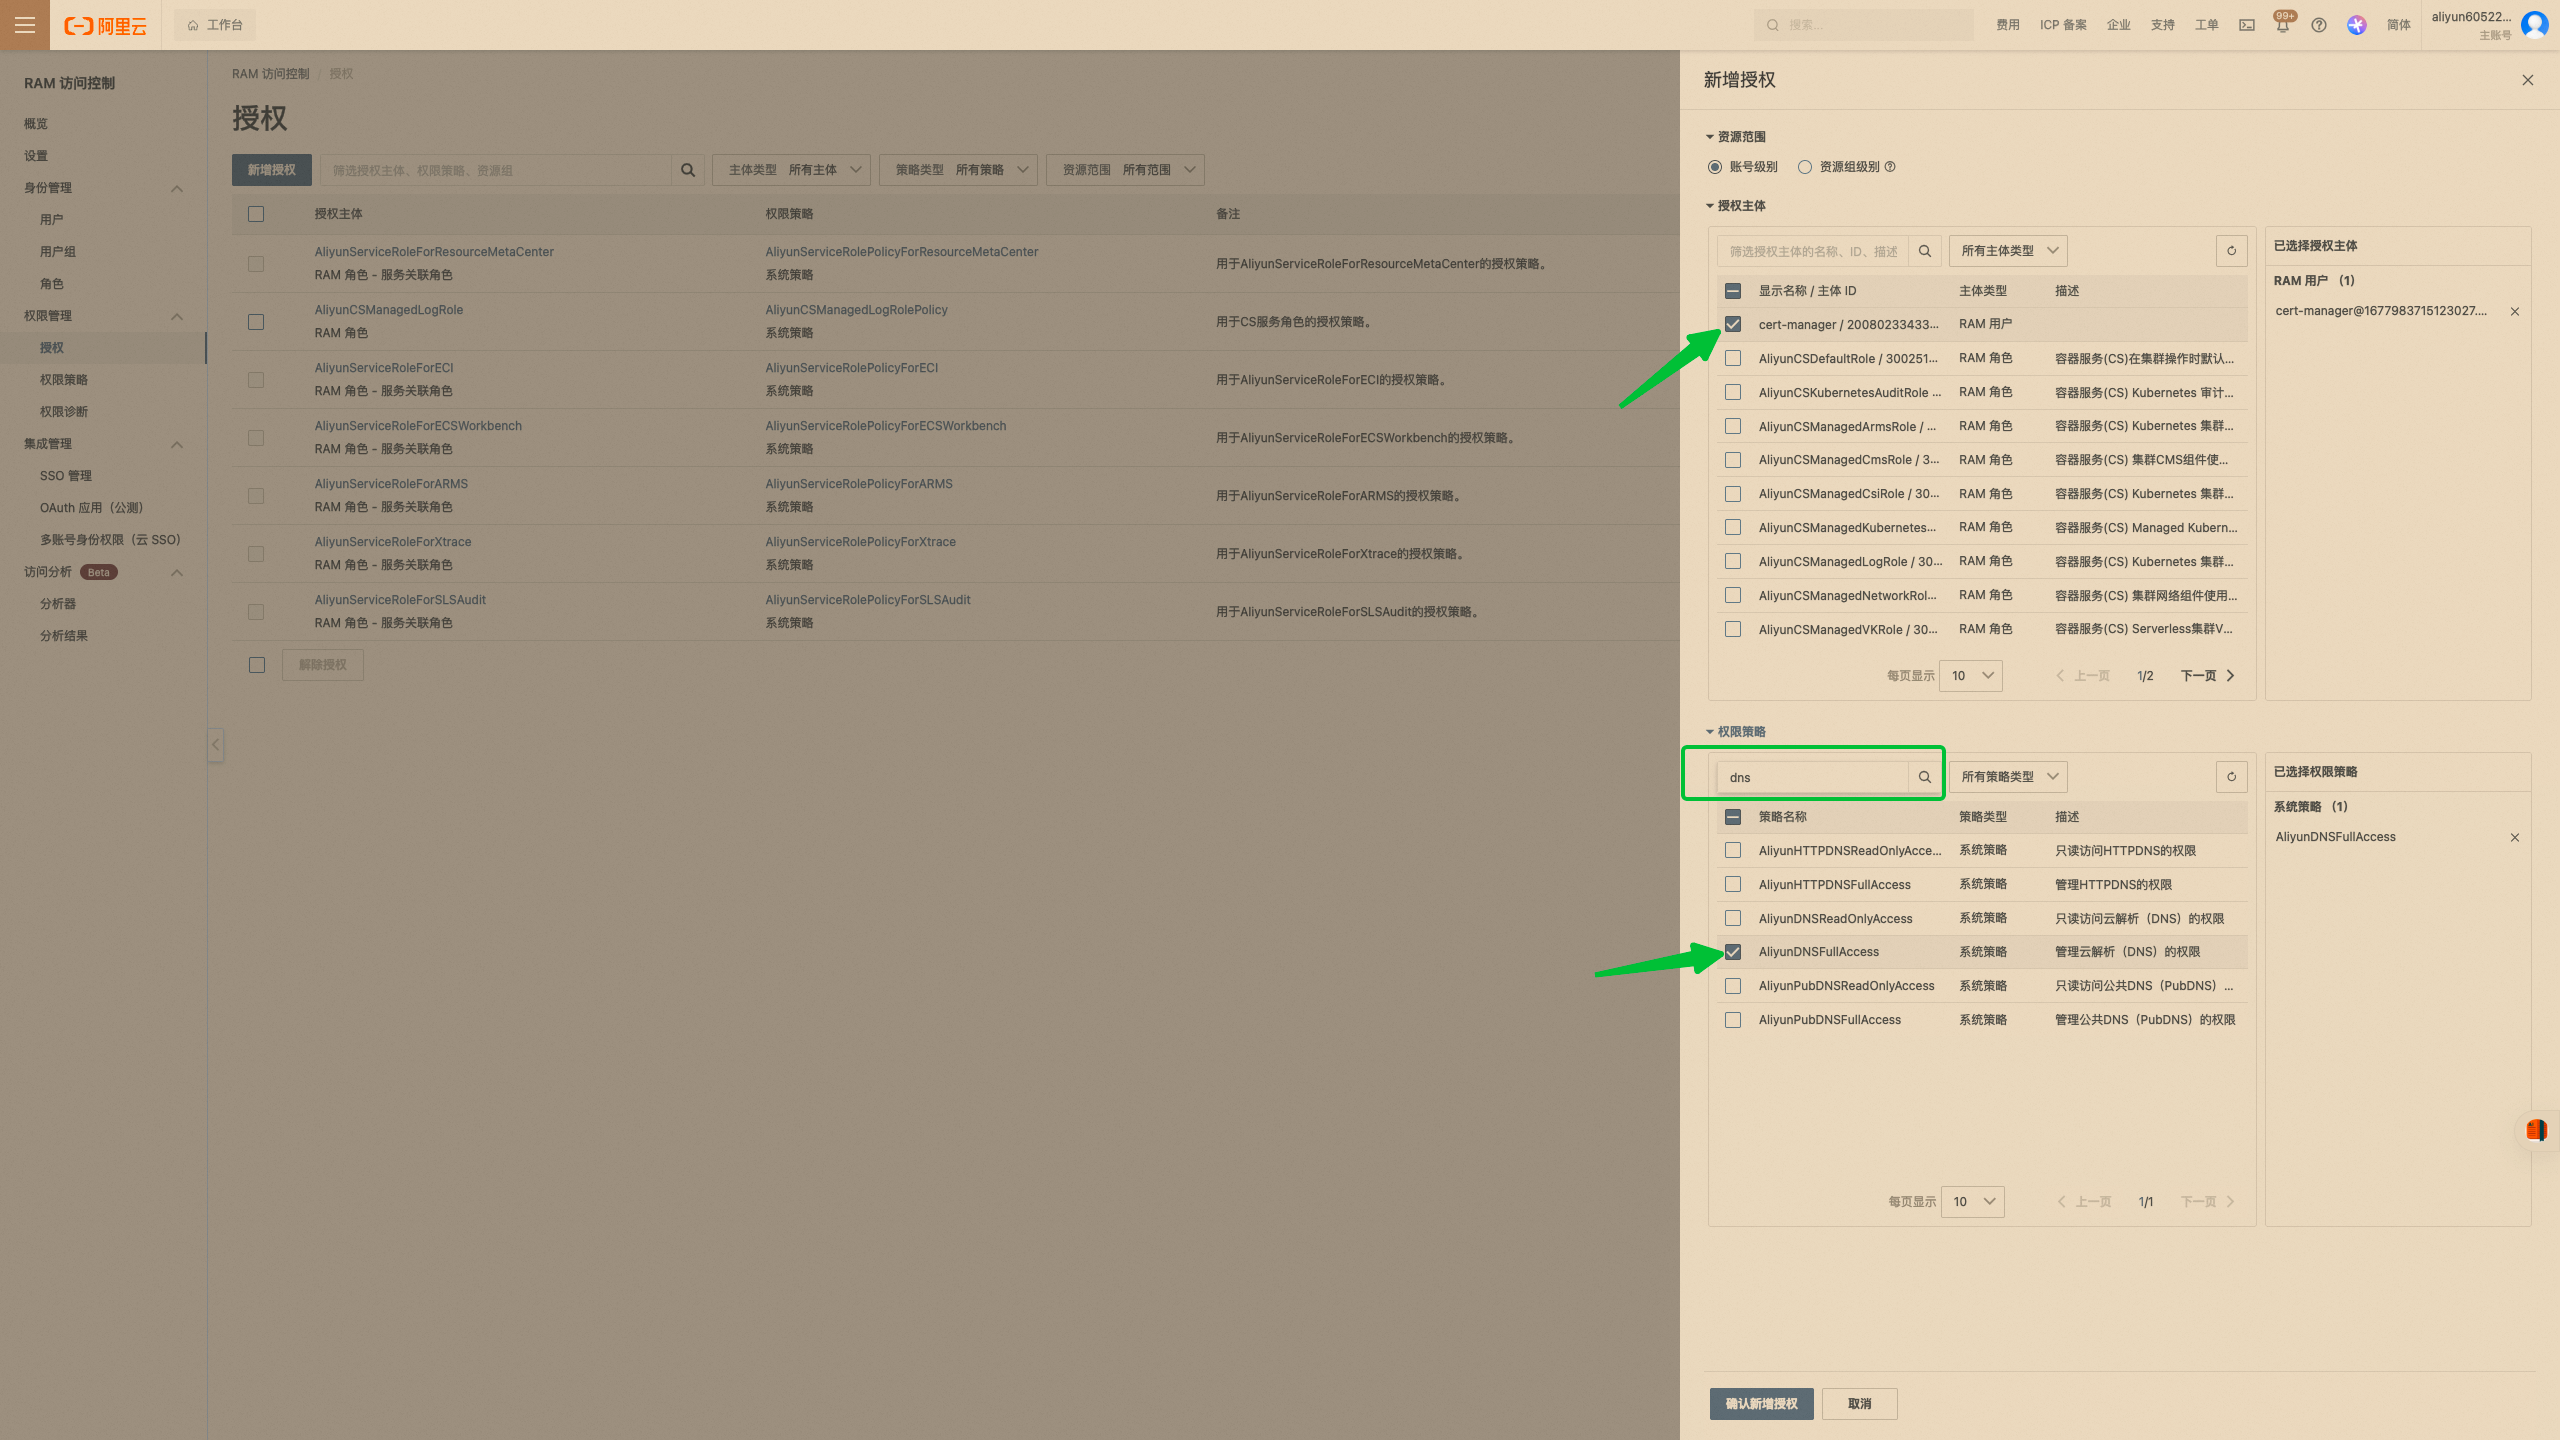 阿里云
工作台
搜索...
费用
ICP 备案
企业
支持
工单
99+
简体
aliyun60522...
主账号
RAM 访问控制
概览
设置
身份管理
用户
用户组
角色
权限管理
授权
权限策略
权限诊断
集成管理
SSO 管理
OAuth 应用（公测）
多账号身份权限（云 SSO）
访问分析 Beta
分析器
分析结果
RAM 访问控制 / 授权
授权
新增授权
筛选授权主体、权限策略、资源组
主体类型 所有主体
策略类型 所有策略
资源范围 所有范围
授权主体 权限策略 备注
AliyunServiceRoleForResourceMetaCenter AliyunServiceRolePolicyForResourceMetaCenter
RAM 角色 - 服务关联角色 系统策略 用于AliyunServiceRoleForResourceMetaCenter的授权策略。
AliyunCSManagedLogRole AliyunCSManagedLogRolePolicy
RAM 角色 系统策略 用于CS服务角色的授权策略。
AliyunServiceRoleForECI AliyunServiceRolePolicyForECI
RAM 角色 - 服务关联角色 系统策略 用于AliyunServiceRoleForECI的授权策略。
AliyunServiceRoleForECSWorkbench AliyunServiceRolePolicyForECSWorkbench
RAM 角色 - 服务关联角色 系统策略 用于AliyunServiceRoleForECSWorkbench的授权策略。
AliyunServiceRoleForARMS AliyunServiceRolePolicyForARMS
RAM 角色 - 服务关联角色 系统策略 用于AliyunServiceRoleForARMS的授权策略。
AliyunServiceRoleForXtrace AliyunServiceRolePolicyForXtrace
RAM 角色 - 服务关联角色 系统策略 用于AliyunServiceRoleForXtrace的授权策略。
AliyunServiceRoleForSLSAudit AliyunServiceRolePolicyForSLSAudit
RAM 角色 - 服务关联角色 系统策略 用于AliyunServiceRoleForSLSAudit的授权策略。
解除授权
新增授权
资源范围
账号级别 资源组级别
授权主体
筛选授权主体的名称、ID、描述
所有主体类型
显示名称 / 主体 ID 主体类型 描述
cert-manager / 20080233433... RAM 用户
AliyunCSDefaultRole / 300251... RAM 角色 容器服务(CS)在集群操作时默认...
AliyunCSKubernetesAuditRole ... RAM 角色 容器服务(CS) Kubernetes 审计...
AliyunCSManagedArmsRole / ... RAM 角色 容器服务(CS) Kubernetes 集群...
AliyunCSManagedCmsRole / 3... RAM 角色 容器服务(CS) 集群CMS组件使...
AliyunCSManagedCsiRole / 30... RAM 角色 容器服务(CS) Kubernetes 集群...
AliyunCSManagedKubernetes... RAM 角色 容器服务(CS) Managed Kubern...
AliyunCSManagedLogRole / 30... RAM 角色 容器服务(CS) Kubernetes 集群...
AliyunCSManagedNetworkRol... RAM 角色 容器服务(CS) 集群网络组件使用...
AliyunCSManagedVKRole / 30... RAM 角色 容器服务(CS) Serverless集群V...
每页显示 10 上一页 1/2 下一页
已选择授权主体
RAM 用户 （1）
cert-manager@1677983715123027....
权限策略
dns
所有策略类型
策略名称 策略类型 描述
AliyunHTTPDNSReadOnlyAcce... 系统策略 只读访问HTTPDNS的权限
AliyunHTTPDNSFullAccess 系统策略 管理HTTPDNS的权限
AliyunDNSReadOnlyAccess 系统策略 只读访问云解析（DNS）的权限
AliyunDNSFullAccess 系统策略 管理云解析（DNS）的权限
AliyunPubDNSReadOnlyAccess 系统策略 只读访问公共DNS（PubDNS）...
AliyunPubDNSFullAccess 系统策略 管理公共DNS（PubDNS）的权限
每页显示 10 上一页 1/1 下一页
已选择权限策略
系统策略 （1）
AliyunDNSFullAccess
确认新增授权 取消